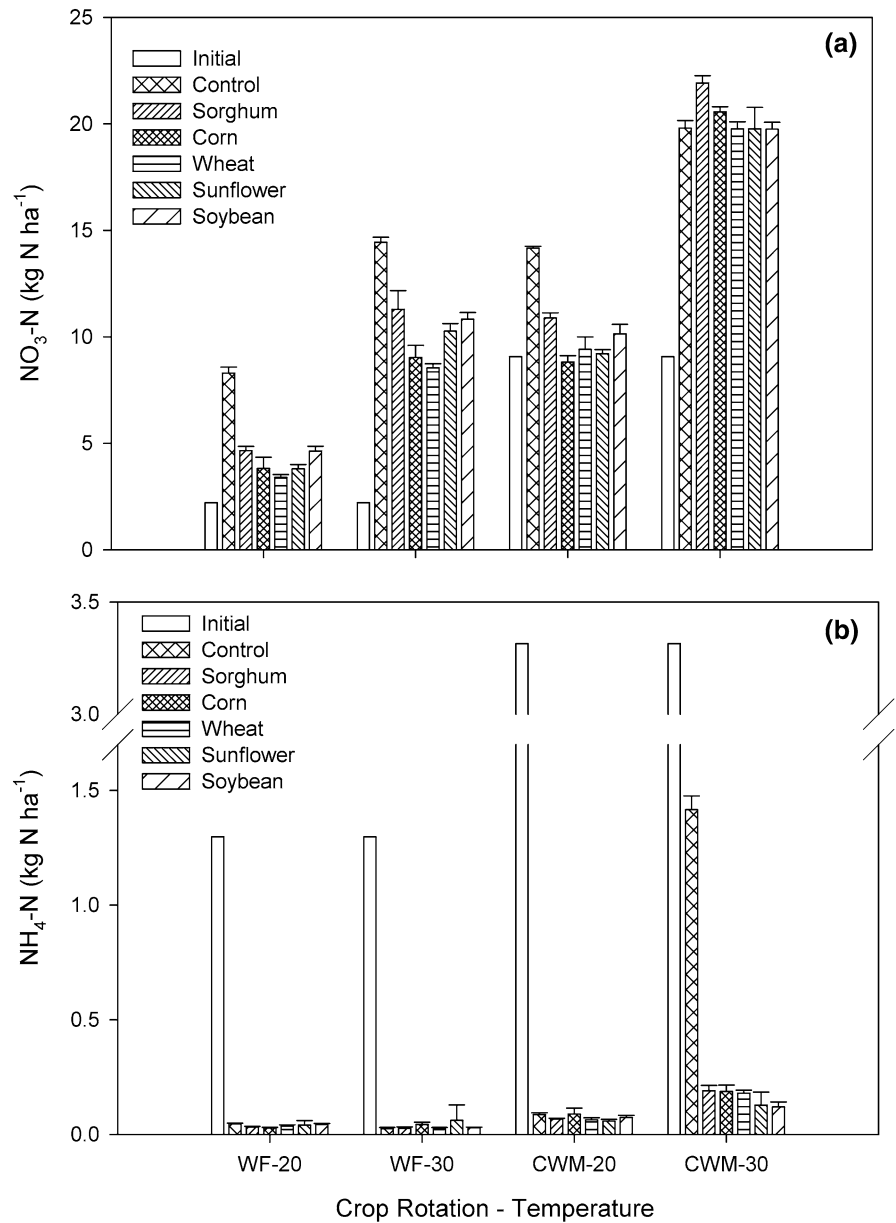 (a)
25
20
15
10
5
0
NO₃-N (kg N ha⁻¹)
Initial
Control
Sorghum
Corn
Wheat
Sunflower
Soybean
(b)
3.5
3.0
1.5
1.0
0.5
0.0
NH₄-N (kg N ha⁻¹)
Initial
Control
Sorghum
Corn
Wheat
Sunflower
Soybean
WF-20 WF-30 CWM-20 CWM-30
Crop Rotation - Temperature